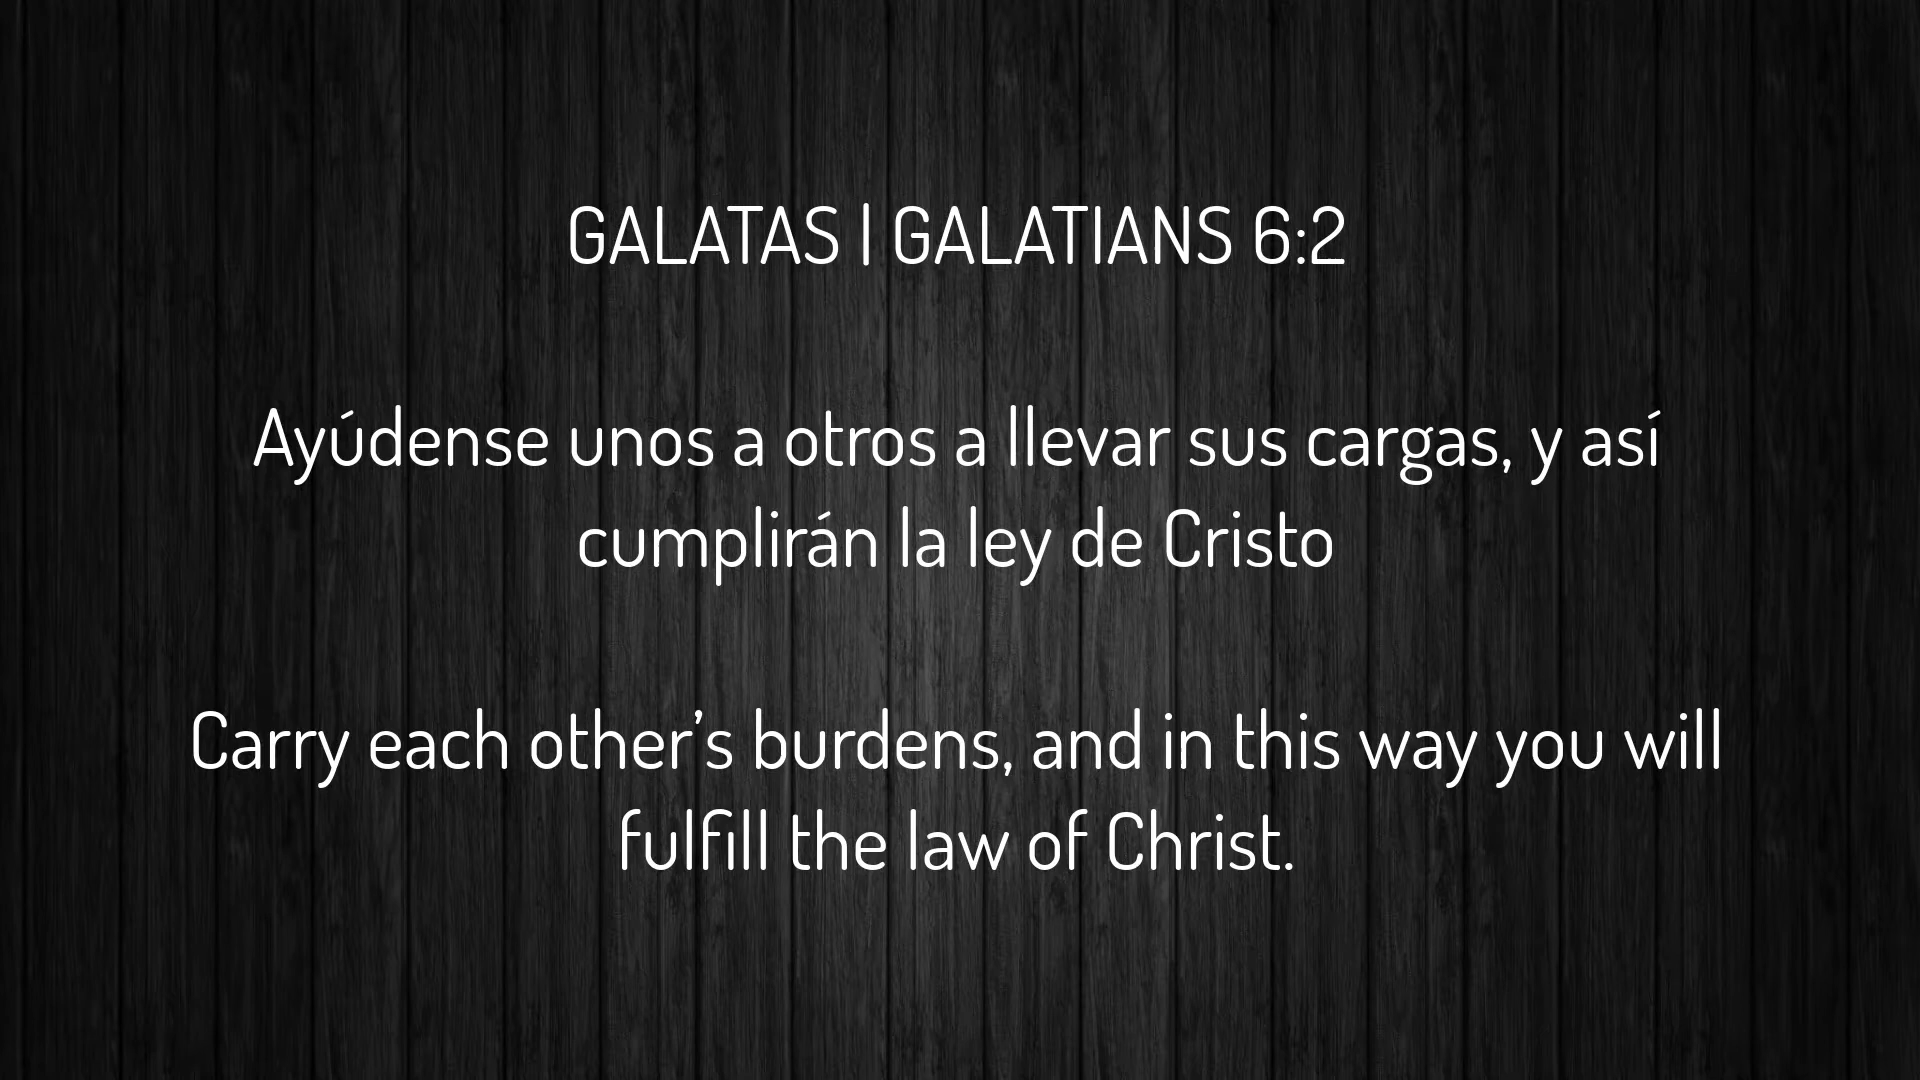 GALATAS | GALATIANS 6:2
Ayúdense unos a otros a llevar sus cargas, y así
cumplirán la ley de Cristo
Carry each other’s burdens, and in this way you will
fulfill the law of Christ.